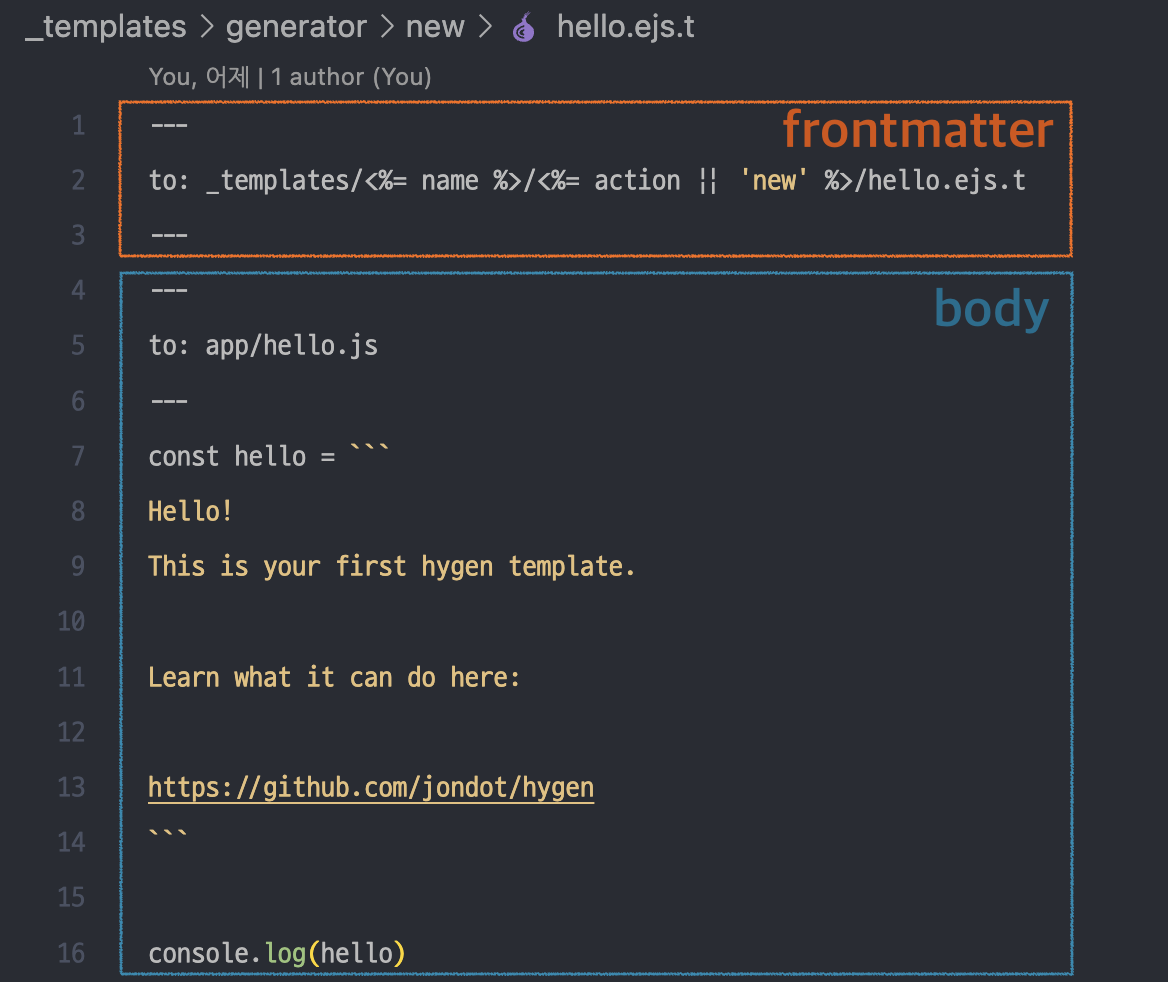 _templates > generator > new > hello.ejs.t
You, 어제 | 1 author (You)
frontmatter
1 ---
2 to: _templates/<%= name %>/<%= action || 'new' %>/hello.ejs.t
3 ---
body
4 ---
5 to: app/hello.js
6 ---
7 const hello = ```
8 Hello!
9 This is your first hygen template.
10
11 Learn what it can do here:
12
13 https://github.com/jondot/hygen
14 ```
15
16 console.log(hello)